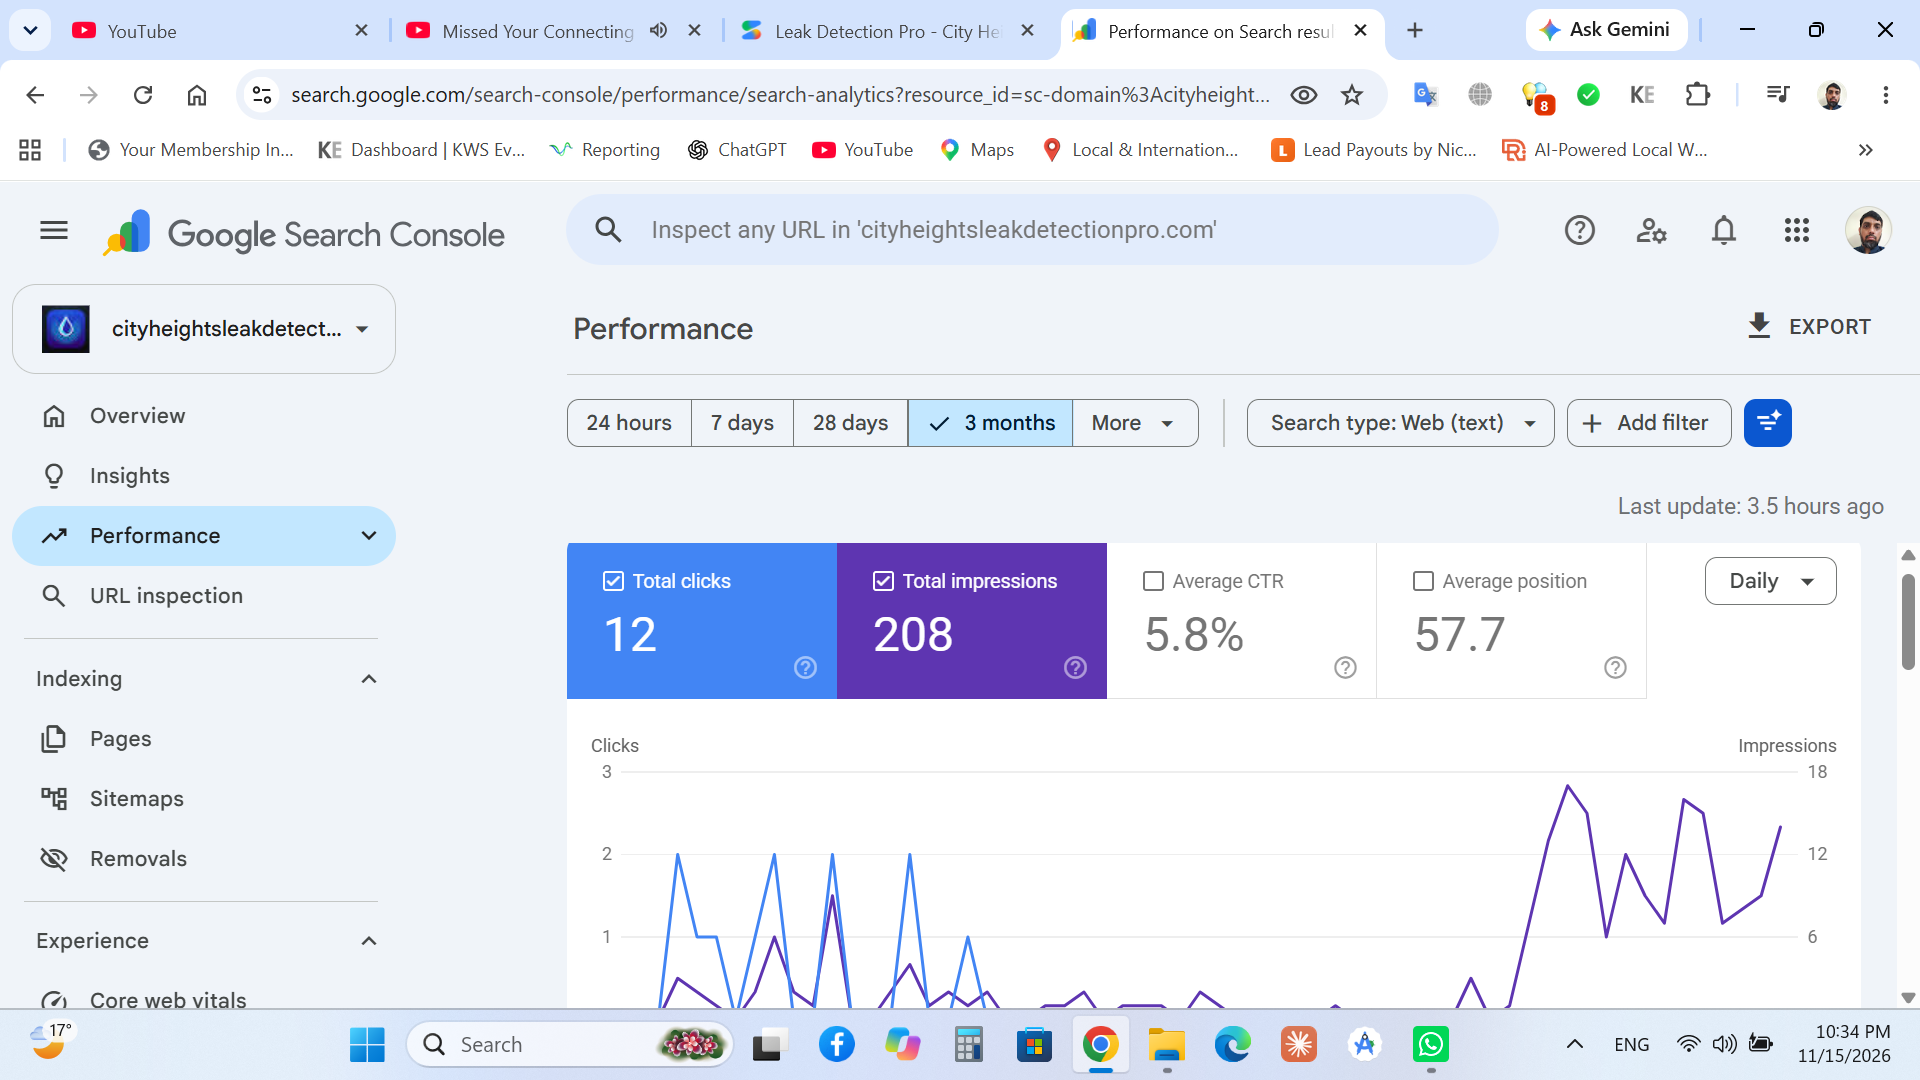 YouTube
Missed Your Connecting
Leak Detection Pro - City Hei
Performance on Search resul
Ask Gemini
search.google.com/search-console/performance/search-analytics?resource_id=sc-domain%3Acityheight...
8
KE
Your Membership In...
KE Dashboard | KWS Ev...
Reporting
ChatGPT
YouTube
Maps
Local & Internation...
L Lead Payouts by Nic...
AI-Powered Local W...
Google Search Console
Inspect any URL in 'cityheightsleakdetectionpro.com'
cityheightsleakdetect...
Performance
EXPORT
24 hours
7 days
28 days
3 months
More
Search type: Web (text)
Add filter
Last update: 3.5 hours ago
Overview
Insights
Performance
URL inspection
Indexing
Pages
Sitemaps
Removals
Experience
Core web vitals
Total clicks
12
Total impressions
208
Average CTR
5.8%
Average position
57.7
Daily
Clicks
Impressions
3
18
2
12
1
6
17°
Search
ENG
10:34 PM
11/15/2026